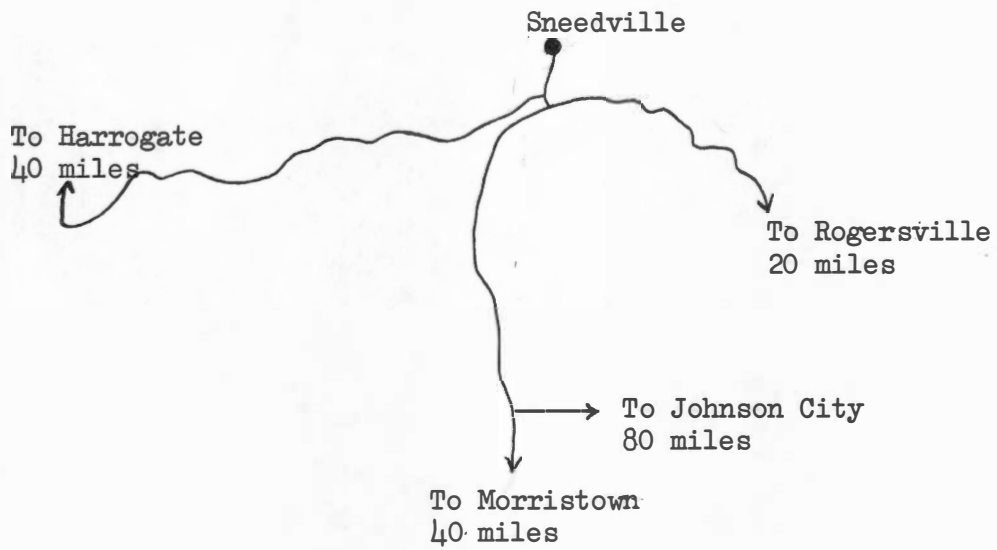 Sneedville
To Harrogate
40 miles
To Rogersville
20 miles
To Johnson City
80 miles
To Morristown
40 miles